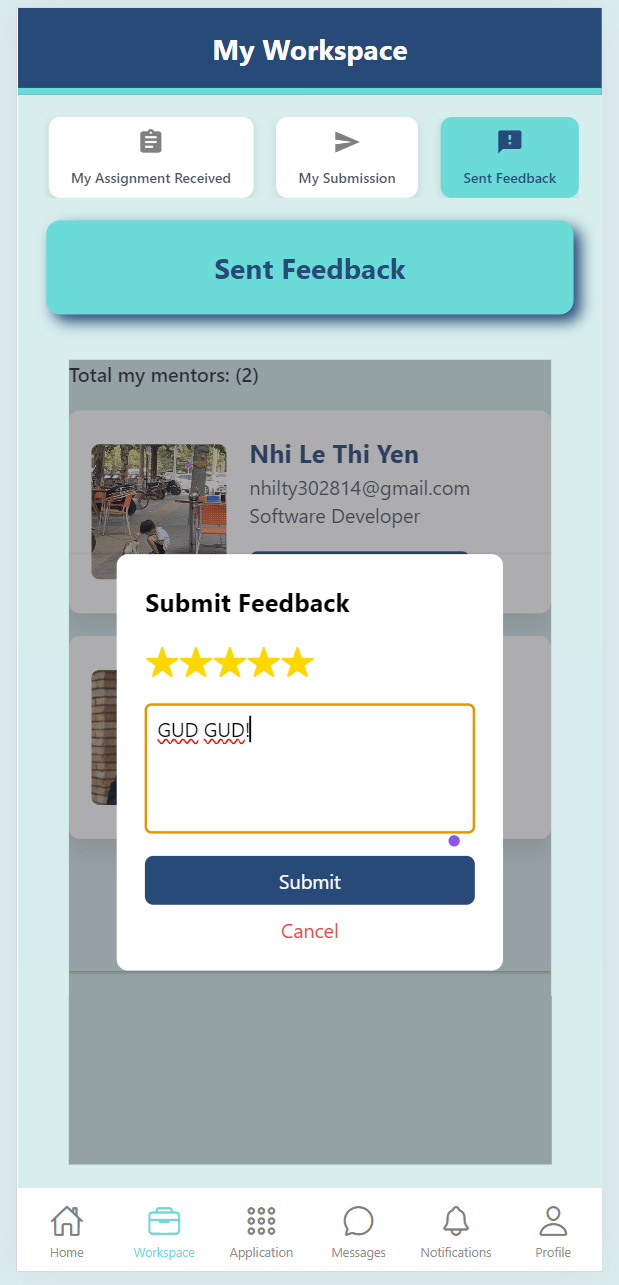 My Workspace
My Assignment Received
My Submission
Sent Feedback
Sent Feedback
Total my mentors: (2)
Nhi Le Thi Yen
nhilty302814@gmail.com
Software Developer
Submit Feedback
GUD GUD!
Submit
Cancel
Home
Workspace
Application
Messages
Notifications
Profile